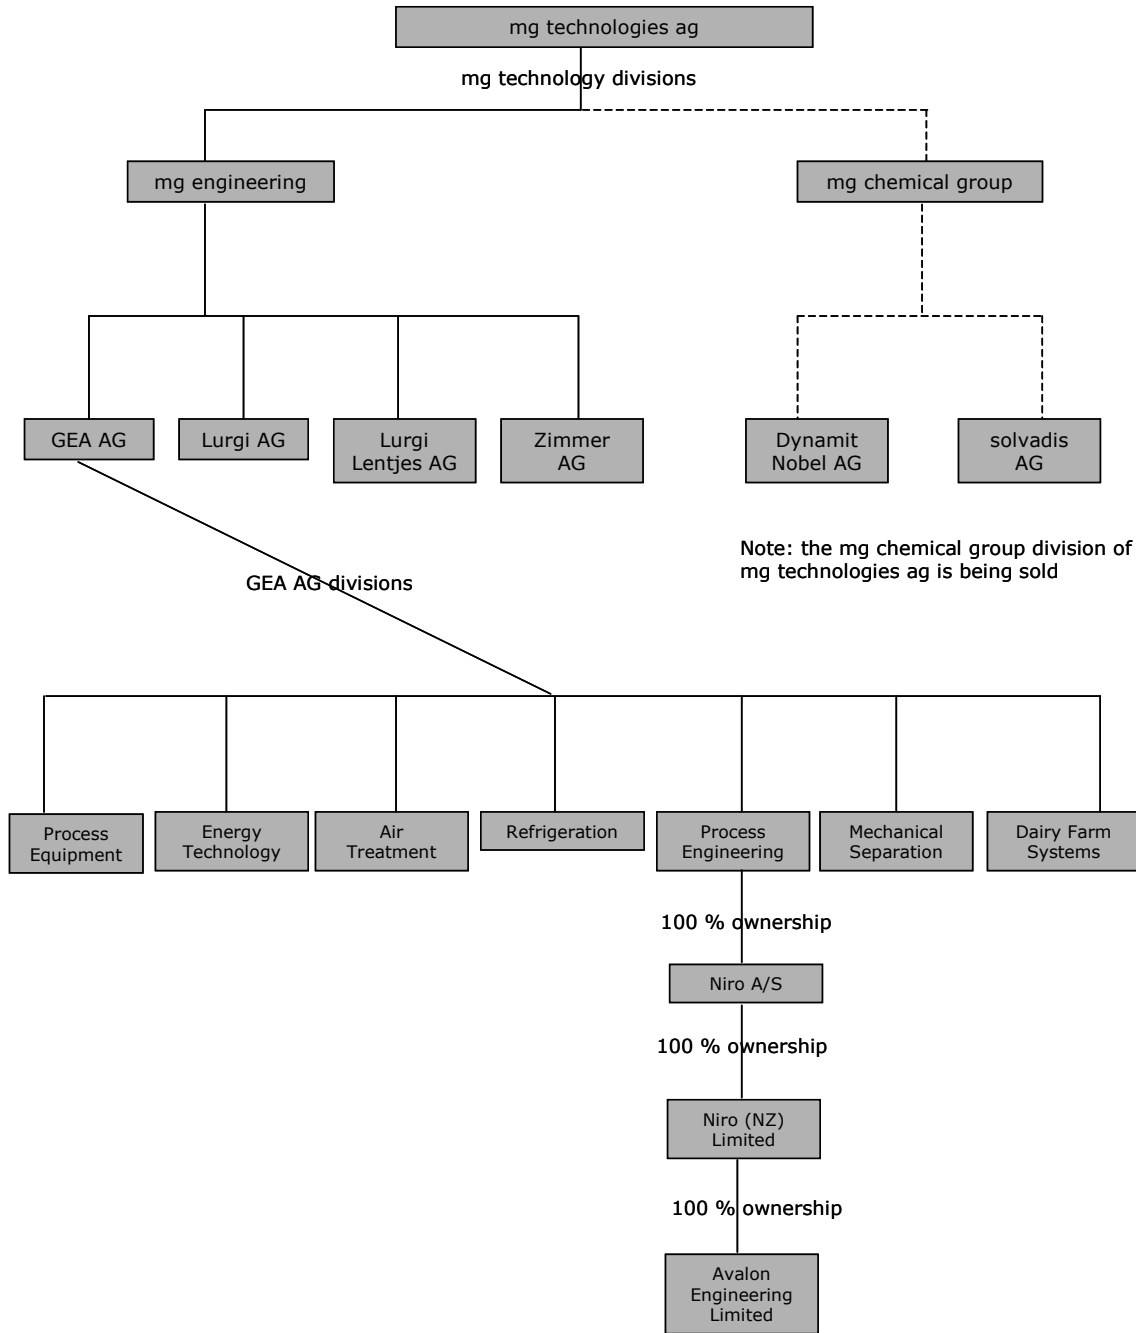 mg technologies ag
mg technology divisions
mg engineering
mg chemical group
GEA AG
Lurgi AG
Lurgi
Lentjes AG
Zimmer
AG
Dynamit
Nobel AG
solvadis
AG
Note: the mg chemical group division of
mg technologies ag is being sold
GEA AG divisions
Process
Equipment
Energy
Technology
Air
Treatment
Refrigeration
Process
Engineering
Mechanical
Separation
Dairy Farm
Systems
100 % ownership
Niro A/S
100 % ownership
Niro (NZ)
Limited
100 % ownership
Avalon
Engineering
Limited